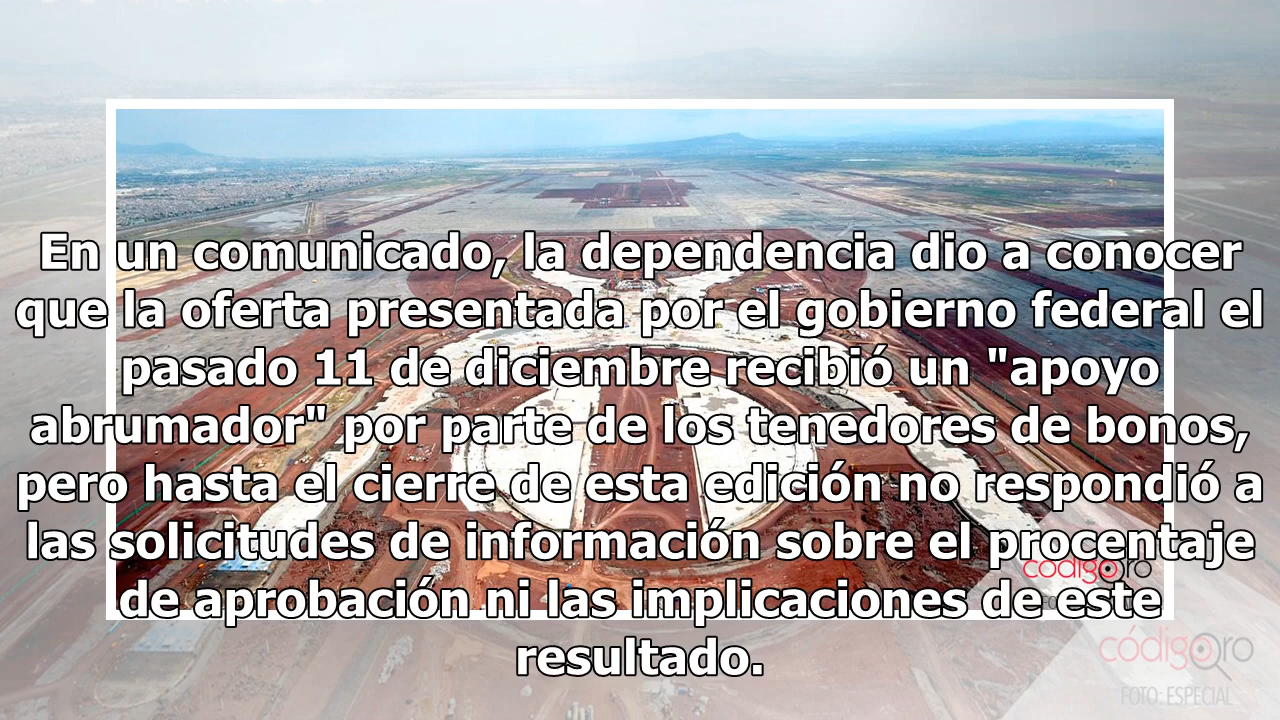 En un comunicado, la dependencia dio a conocer
que la oferta presentada por el gobierno federal el
pasado 11 de diciembre recibió un "apoyo
abrumador" por parte de los tenedores de bonos,
pero hasta el cierre de esta edición no respondió a
las solicitudes de información sobre el procentaje
de aprobación ni las implicaciones de este
resultado.
códigoQro
códigoQro
FOTO: ESPECIAL